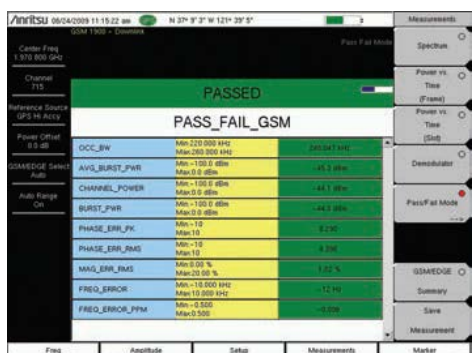 Anritsu 06/24/2009 11:15:22 am N 37° 9' 3" W 121° 39' 5"
Measurements
GSM 1900 - Downlink
Pass Fail Mode
Center Freq
1.970 800 GHz
Channel
715
Reference Source
GPS Hi Accy
Power Offset
0.0 dB
GSM/EDGE Select
Auto
Auto Range
On
PASSED
PASS_FAIL_GSM
OCC_BW Min:220.000 kHz
Max:280.000 kHz
AVG_BURST_PWR Min:-100.0 dBm -45.3 dBm
Max:0.0 dBm
CHANNEL_POWER Min:-100.0 dBm -44.1 dBm
Max:0.0 dBm
BURST_PWR Min:-100.0 dBm
Max:0.0 dBm
PHASE_ERR_PK Min:-10
Max:10
PHASE_ERR_RMS Min:-10
Max:10
MAG_ERR_RMS Min:0.00 % 1.02 %
Max:20.00 %
FREQ_ERROR Min:-10.000 kHz -12 Hz
Max:10.000 kHz
FREQ_ERROR_PPM Min:-0.500 -0.006
Max:0.500
Spectrum
Power vs.
Time
(Frame)
Power vs.
Time
(Slot)
Demodulator
Pass/Fail Mode
-->
GSM/EDGE
Summary
Save
Measurement
Freq Amplitude Setup Measurements Marker